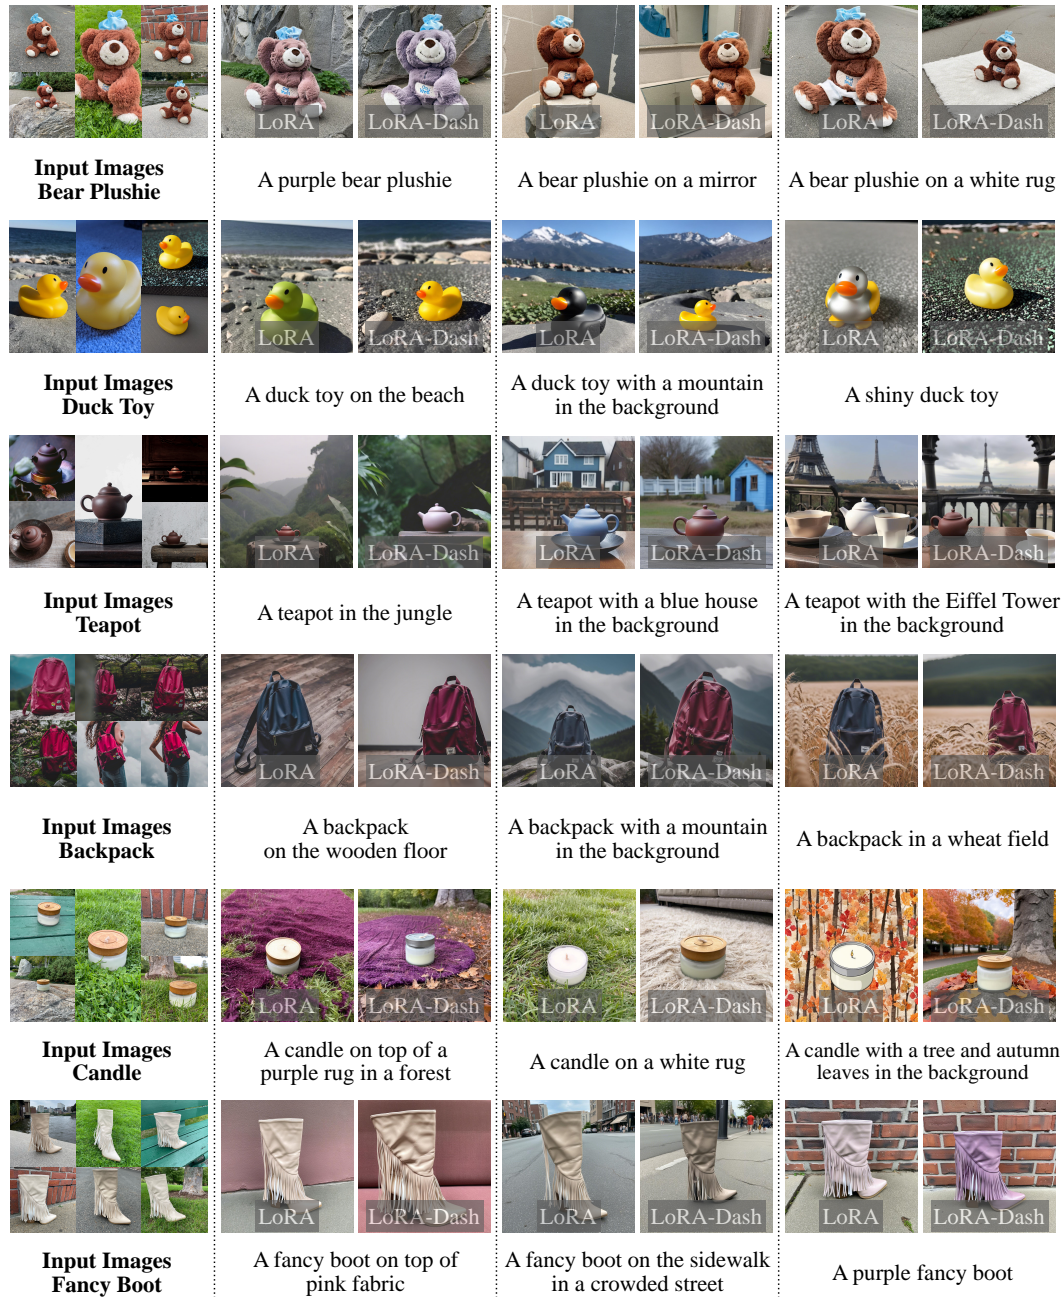 LoRA
LoRA-Dash
LoRA
LoRA-Dash
LoRA
LoRA-Dash
Input Images
Bear Plushie
A purple bear plushie
A bear plushie on a mirror
A bear plushie on a white rug
LoRA
LoRA-Dash
LoRA
LoRA-Dash
LoRA
LoRA-Dash
Input Images
Duck Toy
A duck toy on the beach
A duck toy with a mountain
in the background
A shiny duck toy
LoRA
LoRA-Dash
LoRA
LoRA-Dash
LoRA
LoRA-Dash
Input Images
Teapot
A teapot in the jungle
A teapot with a blue house
in the background
A teapot with the Eiffel Tower
in the background
LoRA
LoRA-Dash
LoRA
LoRA-Dash
LoRA
LoRA-Dash
Input Images
Backpack
A backpack
on the wooden floor
A backpack with a mountain
in the background
A backpack in a wheat field
LoRA
LoRA-Dash
LoRA
LoRA-Dash
LoRA
LoRA-Dash
Input Images
Candle
A candle on top of a
purple rug in a forest
A candle on a white rug
A candle with a tree and autumn
leaves in the background
LoRA
LoRA-Dash
LoRA
LoRA-Dash
LoRA
LoRA-Dash
Input Images
Fancy Boot
A fancy boot on top of
pink fabric
A fancy boot on the sidewalk
in a crowded street
A purple fancy boot